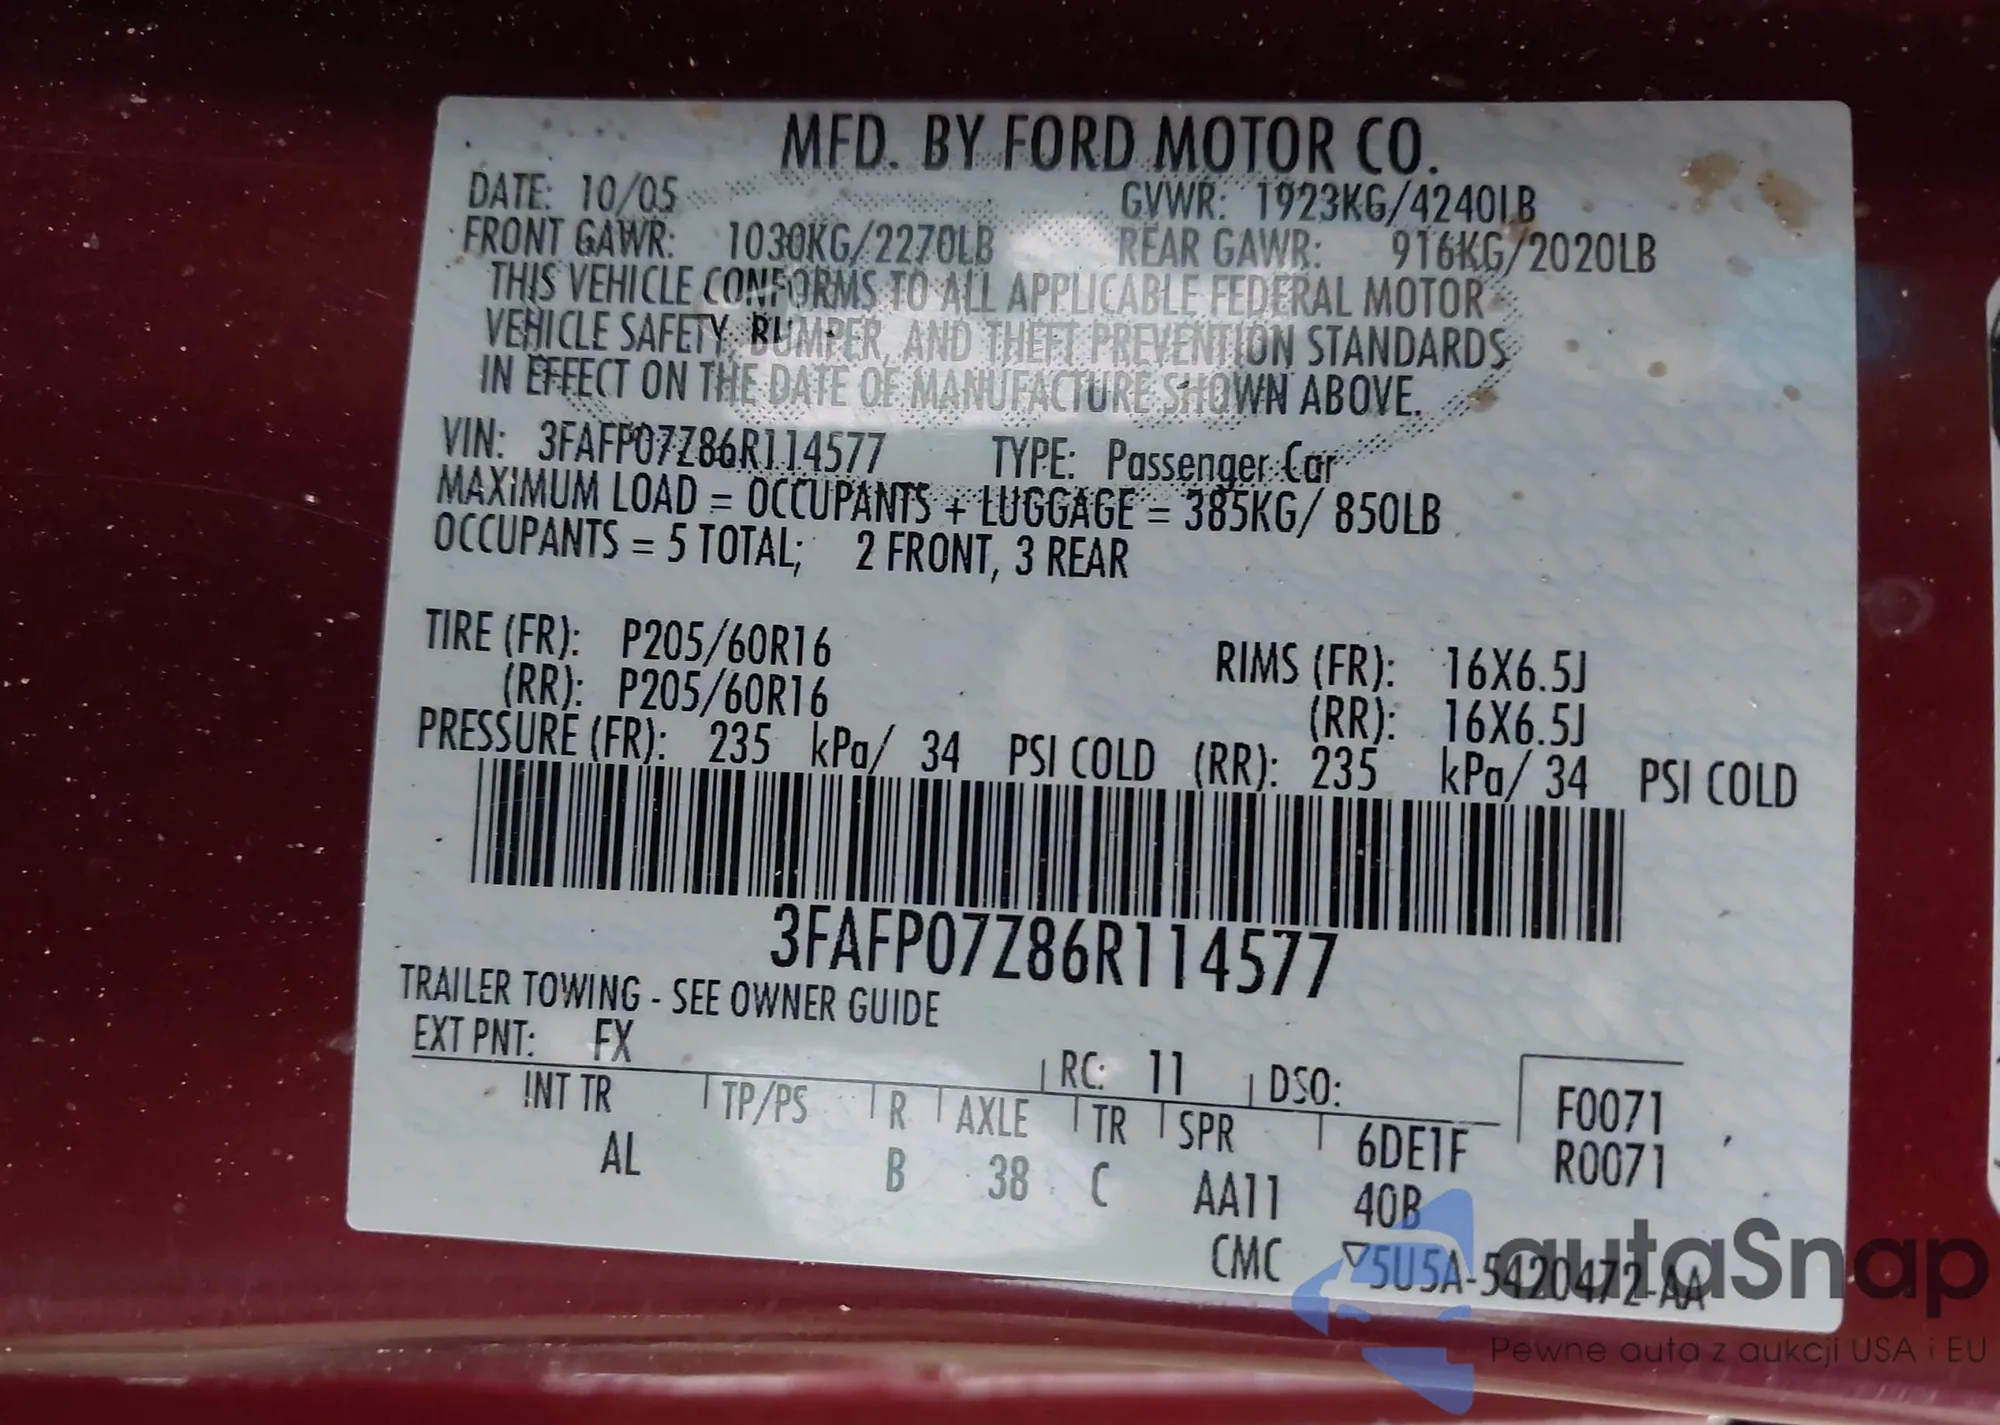 MFD. BY FORD MOTOR CO.
DATE: 10/05 GVWR: 1923KG/4240LB
FRONT GAWR: 1030KG/2270LB REAR GAWR: 916KG/2020LB
THIS VEHICLE CONFORMS TO ALL APPLICABLE FEDERAL MOTOR
VEHICLE SAFETY, BUMPER, AND THEFT PREVENTION STANDARDS
IN EFFECT ON THE DATE OF MANUFACTURE SHOWN ABOVE.
VIN: 3FAFP07Z86R114577 TYPE: Passenger Car
MAXIMUM LOAD = OCCUPANTS + LUGGAGE = 385KG/ 850LB
OCCUPANTS = 5 TOTAL; 2 FRONT, 3 REAR
TIRE (FR): P205/60R16 RIMS (FR): 16X6.5J
(RR): P205/60R16 (RR): 16X6.5J
PRESSURE (FR): 235 kPa/ 34 PSI COLD (RR): 235 kPa/ 34 PSI COLD
3FAFP07Z86R114577
TRAILER TOWING - SEE OWNER GUIDE
EXT PNT: FX RC: 11 DSO: F0071
INT TR TP/PS R AXLE TR SPR 6DE1F R0071
AL B 38 C AA11 40B
CMC ▽5U5A-5420472-AA
autaSnap
Pewne auta z aukcji USA i EU